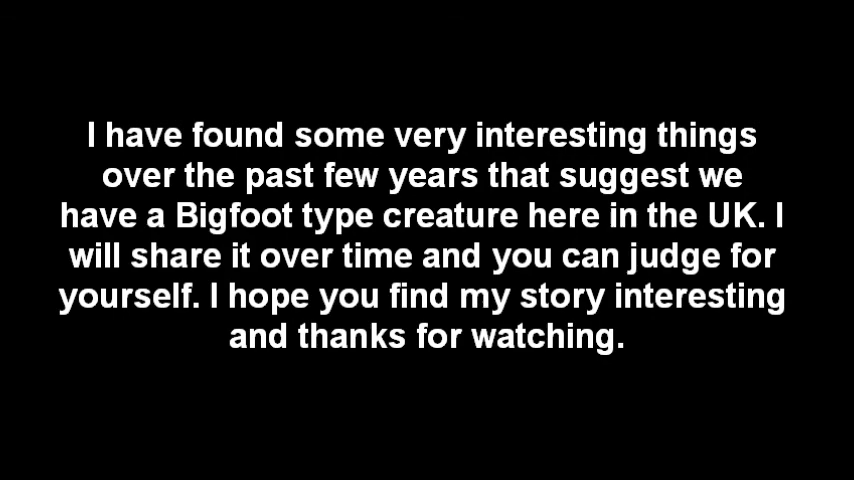 I have found some very interesting things
over the past few years that suggest we
have a Bigfoot type creature here in the UK. I
will share it over time and you can judge for
yourself. I hope you find my story interesting
and thanks for watching.